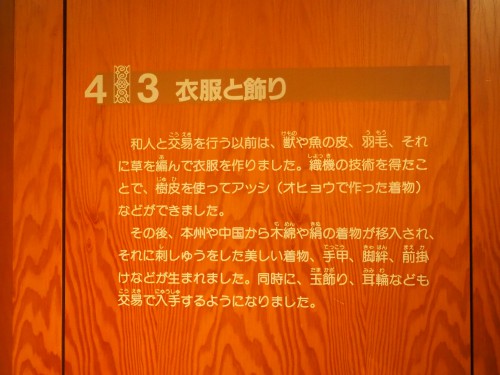 4 3 衣服と飾り
和人と交易を行う以前は、獣や魚の皮、羽毛、それ
に草を編んで衣服を作りました。織機の技術を得たこ
とで、樹皮を使ってアッシ（オヒョウで作った着物）
などができました。
その後、本州や中国から木綿や絹の着物が移入され、
それに刺しゅうをした美しい着物、手甲、脚絆、前掛
けなどが生まれました。同時に、玉飾り、耳輪なども
交易で入手するようになりました。